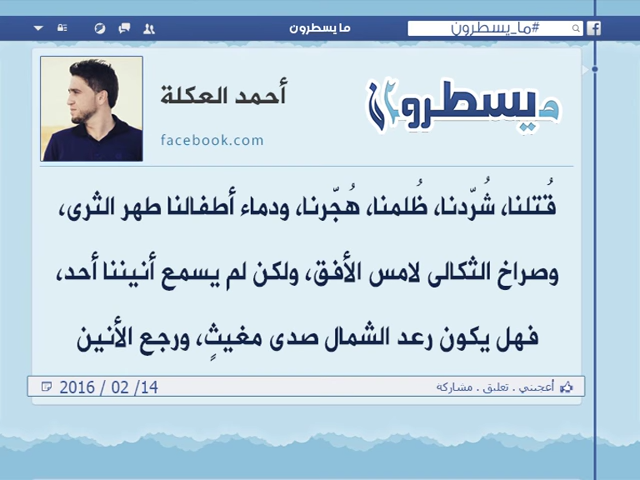 ما يسطرون
#ما_يسطرون
ما يسطرون
أحمد العكلة
facebook.com
قُتلنا، شُرّدنا، ظُلمنا، هُجّرنا، ودماء أطفالنا طهر الثرى،
وصراخ الثكالى لامس الأفق، ولكن لم يسمع أنيننا أحد،
فهل يكون رعد الشمال صدى مغيثٍ، ورجع الأنين
أعجبني . تعليق . مشاركة
2016 / 02 /14